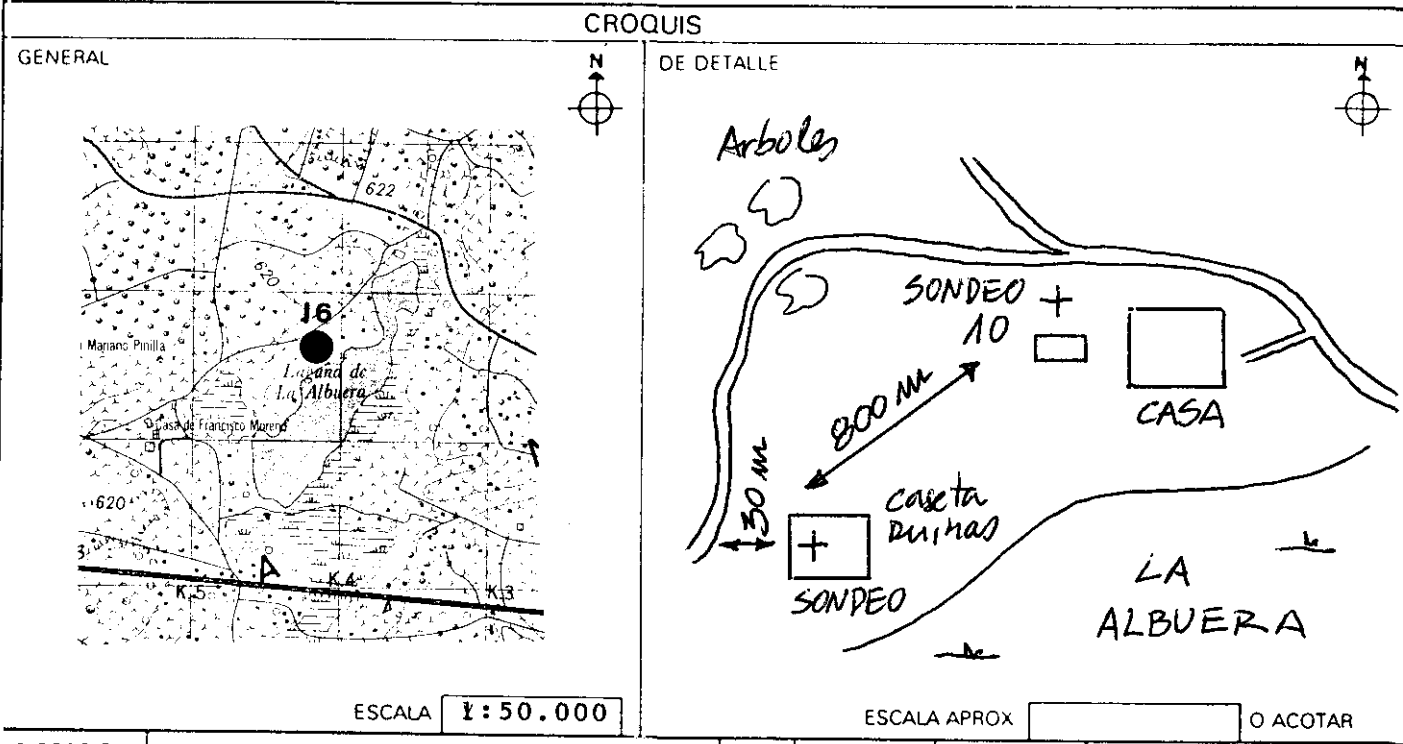 CROQUIS
GENERAL
N
622
620
16
Mariano Pinilla
Laguna de
La Albuera
Casa de Francisco Moreno
620
A
K.5
K.4
K.3
ESCALA 1:50.000
DE DETALLE
N
Arboles
SONDEO
10
CASA
800 m
30 m
caseta
ruinas
SONDEO
LA
ALBUERA
ESCALA APROX
O ACOTAR